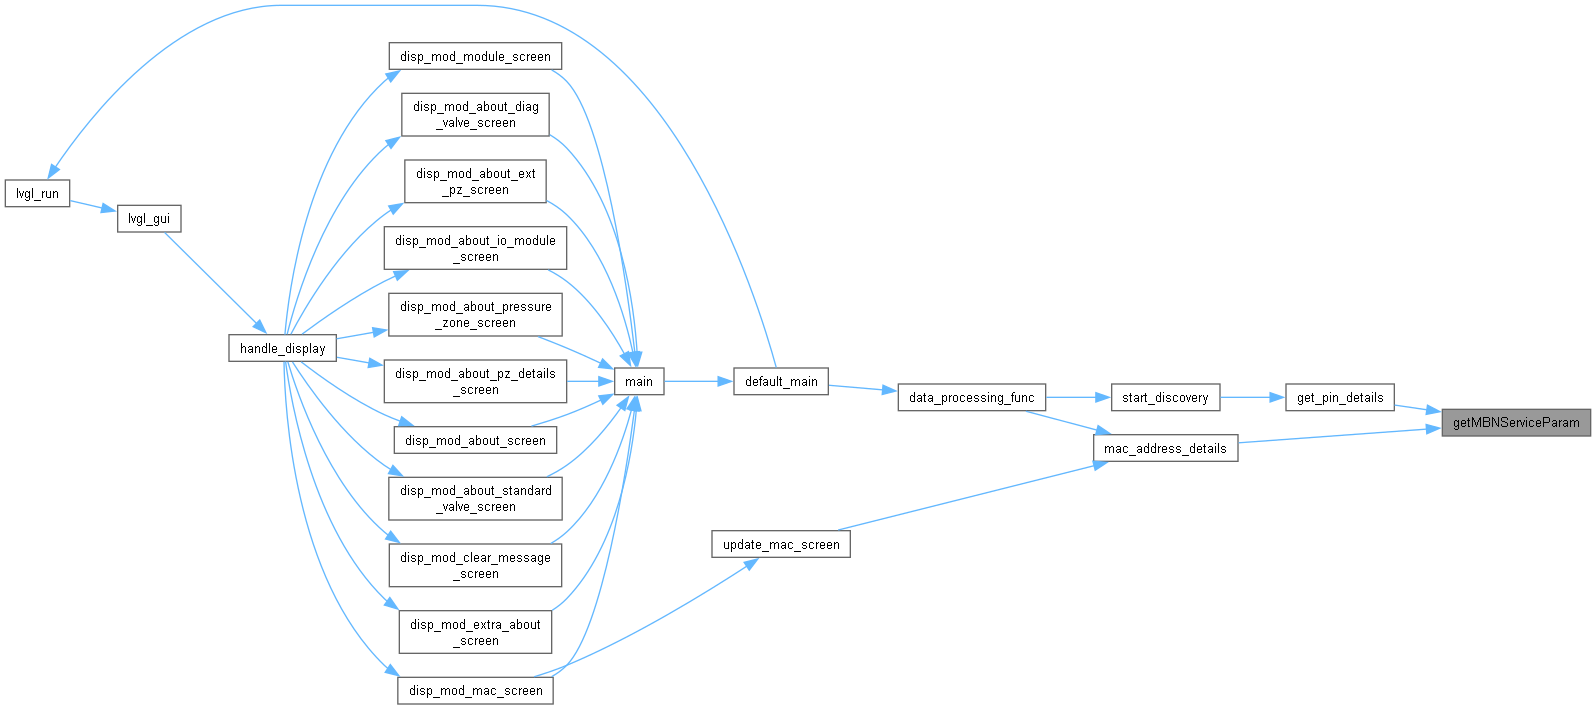 disp_mod_module_screen
disp_mod_about_diag
_valve_screen
disp_mod_about_ext
_pz_screen
lvgl_run
lvgl_gui
disp_mod_about_io_module
_screen
disp_mod_about_pressure
_zone_screen
handle_display
disp_mod_about_pz_details
_screen
main
default_main
data_processing_func
start_discovery
get_pin_details
getMBNServiceParam
disp_mod_about_screen
mac_address_details
disp_mod_about_standard
_valve_screen
update_mac_screen
disp_mod_clear_message
_screen
disp_mod_extra_about
_screen
disp_mod_mac_screen